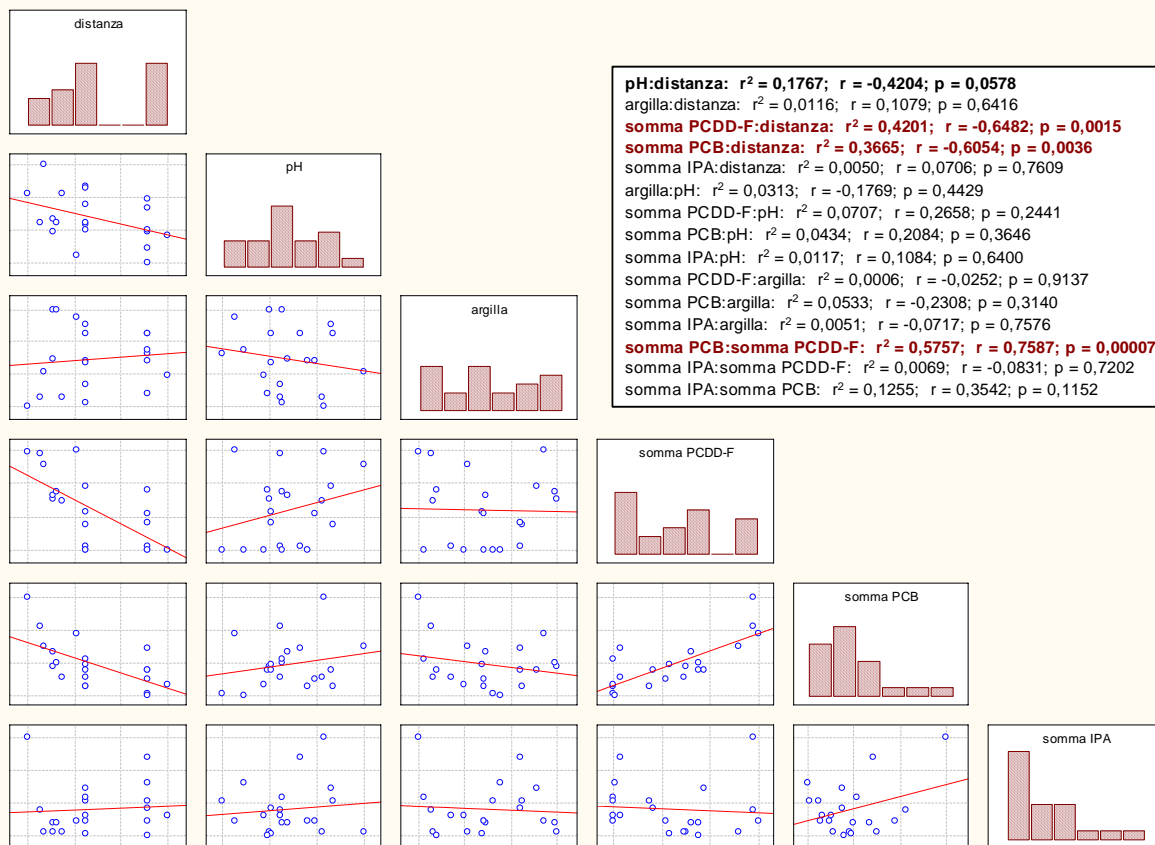 distanza
pH
argilla
somma PCDD-F
somma PCB
somma IPA
pH:distanza: r² = 0,1767; r = -0,4204; p = 0,0578
argilla:distanza: r² = 0,0116; r = 0,1079; p = 0,6416
somma PCDD-F:distanza: r² = 0,4201; r = -0,6482; p = 0,0015
somma PCB:distanza: r² = 0,3665; r = -0,6054; p = 0,0036
somma IPA:distanza: r² = 0,0050; r = 0,0706; p = 0,7609
argilla:pH: r² = 0,0313; r = -0,1769; p = 0,4429
somma PCDD-F:pH: r² = 0,0707; r = 0,2658; p = 0,2441
somma PCB:pH: r² = 0,0434; r = 0,2084; p = 0,3646
somma IPA:pH: r² = 0,0117; r = 0,1084; p = 0,6400
somma PCDD-F:argilla: r² = 0,0006; r = -0,0252; p = 0,9137
somma PCB:argilla: r² = 0,0533; r = -0,2308; p = 0,3140
somma IPA:argilla: r² = 0,0051; r = -0,0717; p = 0,7576
somma PCB:somma PCDD-F: r² = 0,5757; r = 0,7587; p = 0,00007
somma IPA:somma PCDD-F: r² = 0,0069; r = -0,0831; p = 0,7202
somma IPA:somma PCB: r² = 0,1255; r = 0,3542; p = 0,1152